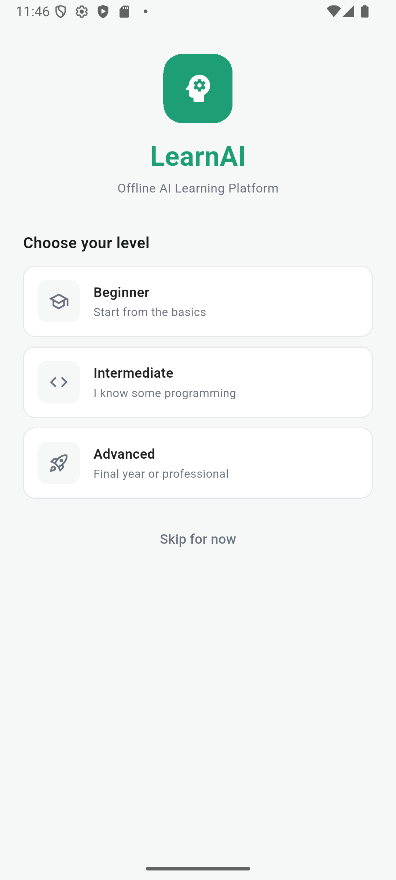 11:46
LearnAI
Offline AI Learning Platform
Choose your level
Beginner
Start from the basics
Intermediate
I know some programming
Advanced
Final year or professional
Skip for now